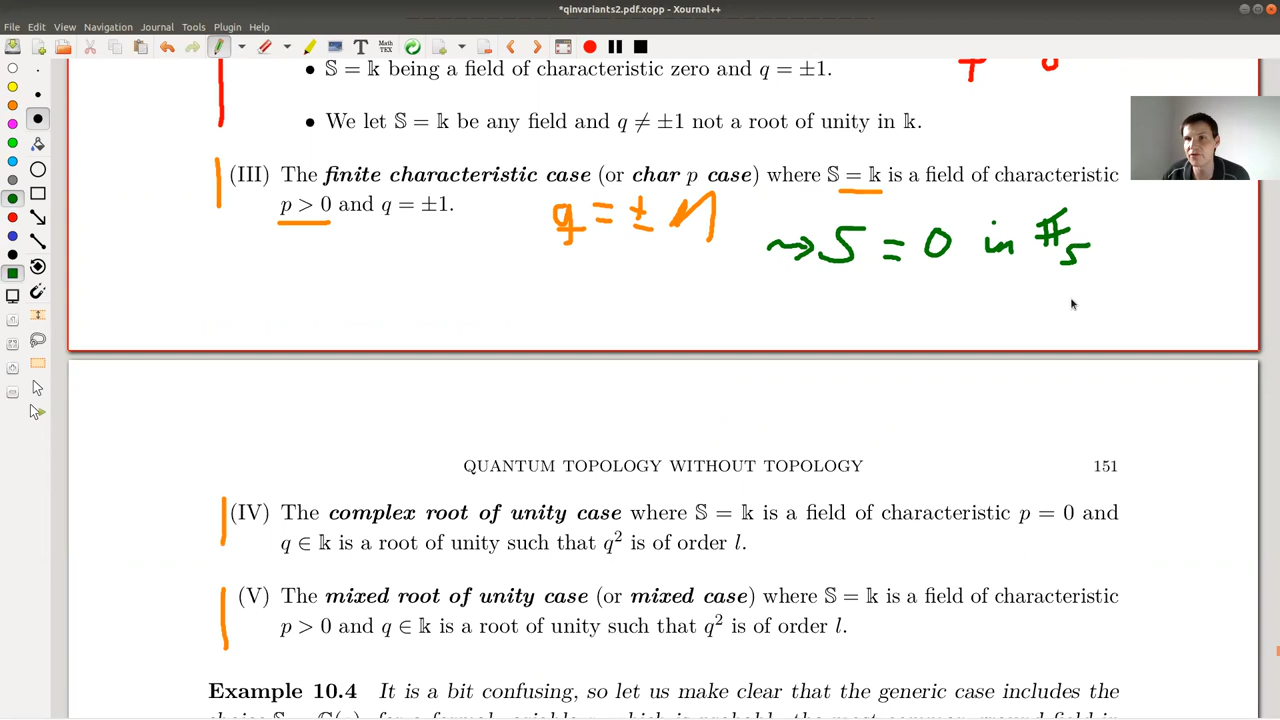 *qinvariants2.pdf.xopp - Xournal++
File Edit View Navigation Journal Tools Plugin Help
• 𝕊 = 𝕜 being a field of characteristic zero and q = ±1.
• We let 𝕊 = 𝕜 be any field and q ≠ ±1 not a root of unity in 𝕜.
(III) The finite characteristic case (or char p case) where 𝕊 = 𝕜 is a field of characteristic
p > 0 and q = ±1.
q = ± 1
⇝ 5 = 0 in 𝔽₅
QUANTUM TOPOLOGY WITHOUT TOPOLOGY 151
(IV) The complex root of unity case where 𝕊 = 𝕜 is a field of characteristic p = 0 and
q ∈ 𝕜 is a root of unity such that q² is of order l.
(V) The mixed root of unity case (or mixed case) where 𝕊 = 𝕜 is a field of characteristic
p > 0 and q ∈ 𝕜 is a root of unity such that q² is of order l.
Example 10.4 It is a bit confusing, so let us make clear that the generic case includes the